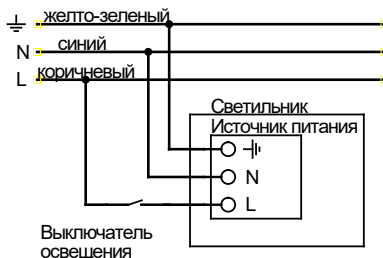 желто-зеленый
N синий
L коричневый
Светильник
Источник питания
N
L
Выключатель
освещения